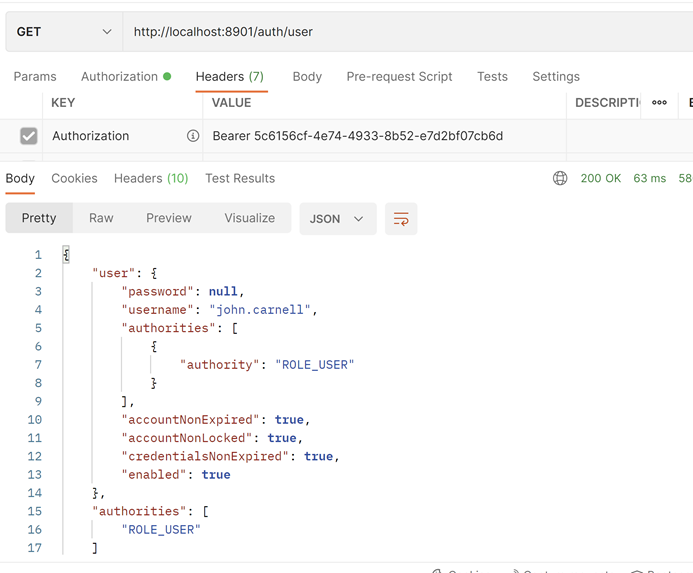 GET http://localhost:8901/auth/user
Params Authorization Headers (7) Body Pre-request Script Tests Settings
KEY VALUE DESCRIPTI ooo
Authorization Bearer 5c6156cf-4e74-4933-8b52-e7d2bf07cb6d
Body Cookies Headers (10) Test Results 200 OK 63 ms 58
Pretty Raw Preview Visualize JSON
1 {
2 "user": {
3 "password": null,
4 "username": "john.carnell",
5 "authorities": [
6 {
7 "authority": "ROLE_USER"
8 }
9 ],
10 "accountNonExpired": true,
11 "accountNonLocked": true,
12 "credentialsNonExpired": true,
13 "enabled": true
14 },
15 "authorities": [
16 "ROLE_USER"
17 ]